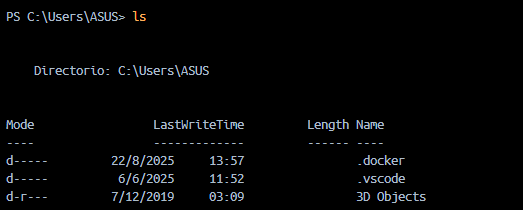 PS C:\Users\ASUS> ls
Directorio: C:\Users\ASUS
Mode LastWriteTime Length Name
---- ------------- ------ ----
d----- 22/8/2025 13:57 .docker
d----- 6/6/2025 11:52 .vscode
d-r--- 7/12/2019 03:09 3D Objects